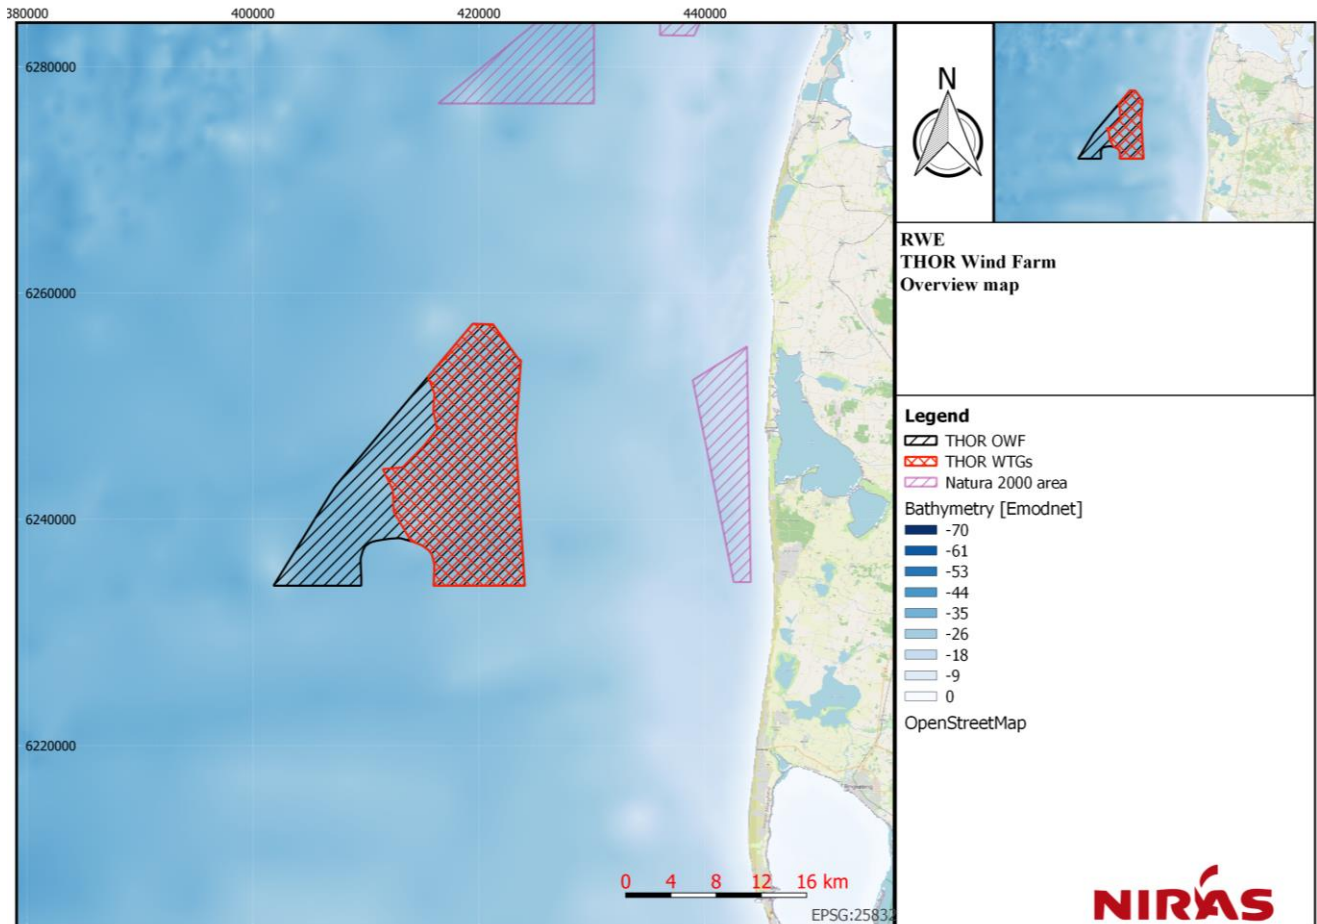 380000 400000 420000 440000
6280000
6260000
6240000
6220000
0 4 8 12 16 km
EPSG:25832
N
RWE
THOR Wind Farm
Overview map
Legend
THOR OWF
THOR WTGs
Natura 2000 area
Bathymetry [Emodnet]
-70
-61
-53
-44
-35
-26
-18
-9
0
OpenStreetMap
NIRAS